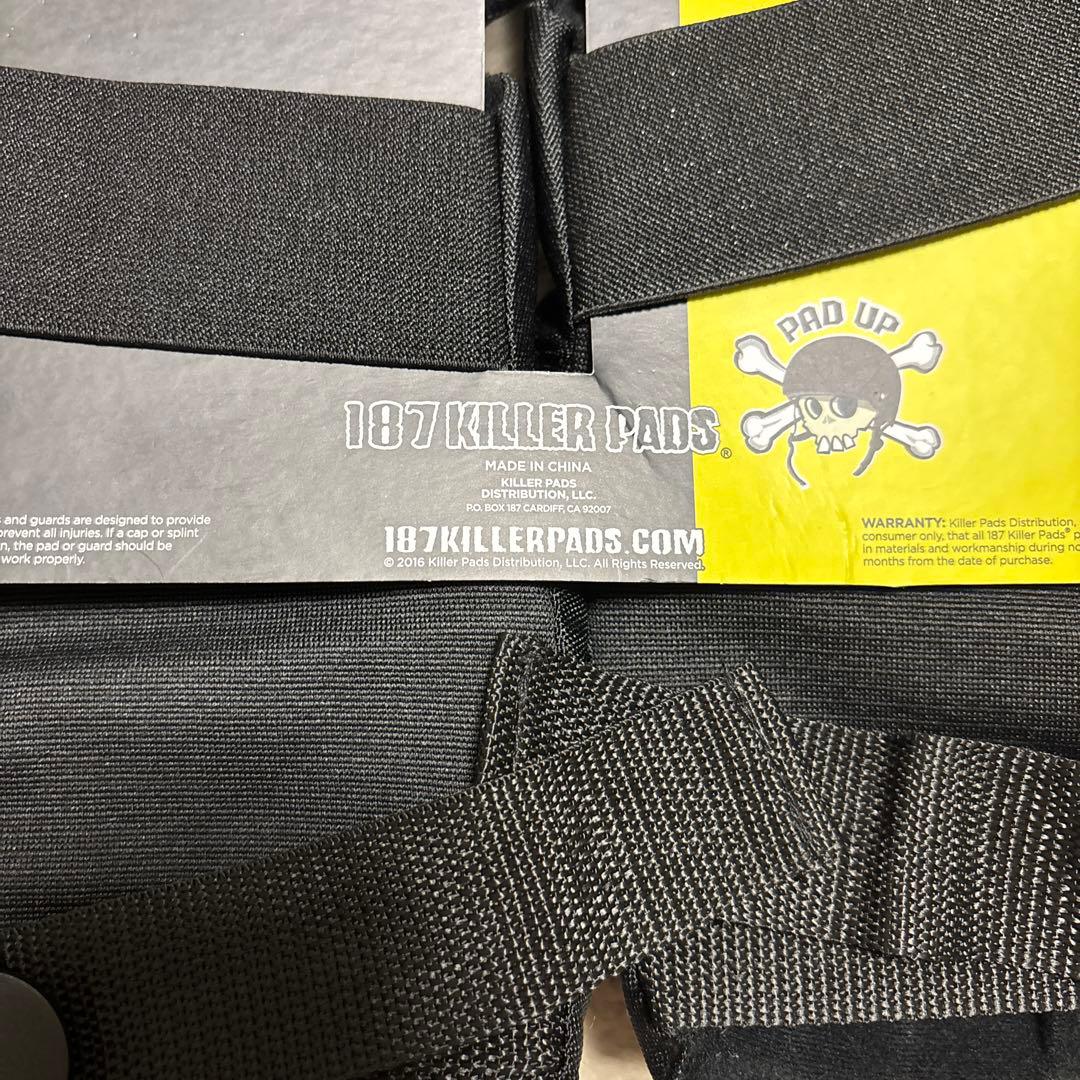 PAD UP
187 KILLER PADS®
MADE IN CHINA
KILLER PADS
DISTRIBUTION, LLC.
P.O. BOX 187 CARDIFF, CA 92007
187KILLERPADS.COM
© 2016 Killer Pads Distribution, LLC. All Rights Reserved.
and guards are designed to provide
prevent all injuries. If a cap or splint
the pad or guard should be
work properly.
WARRANTY: Killer Pads Distribution,
consumer only, that all 187 Killer Pads®
in materials and workmanship during
months from the date of purchase.